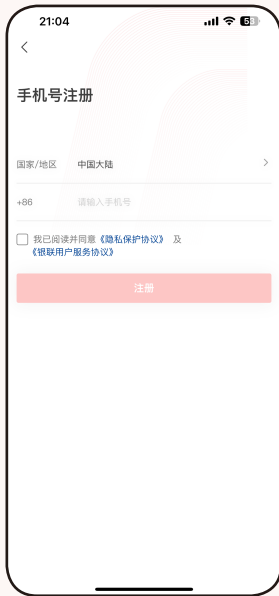 21:04
53
手机号注册
国家/地区 中国大陆
+86 请输入手机号
我已阅读并同意《隐私保护协议》 及
《银联用户服务协议》
注册